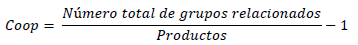 Coop = Número total de grupos relacionados / Productos − 1